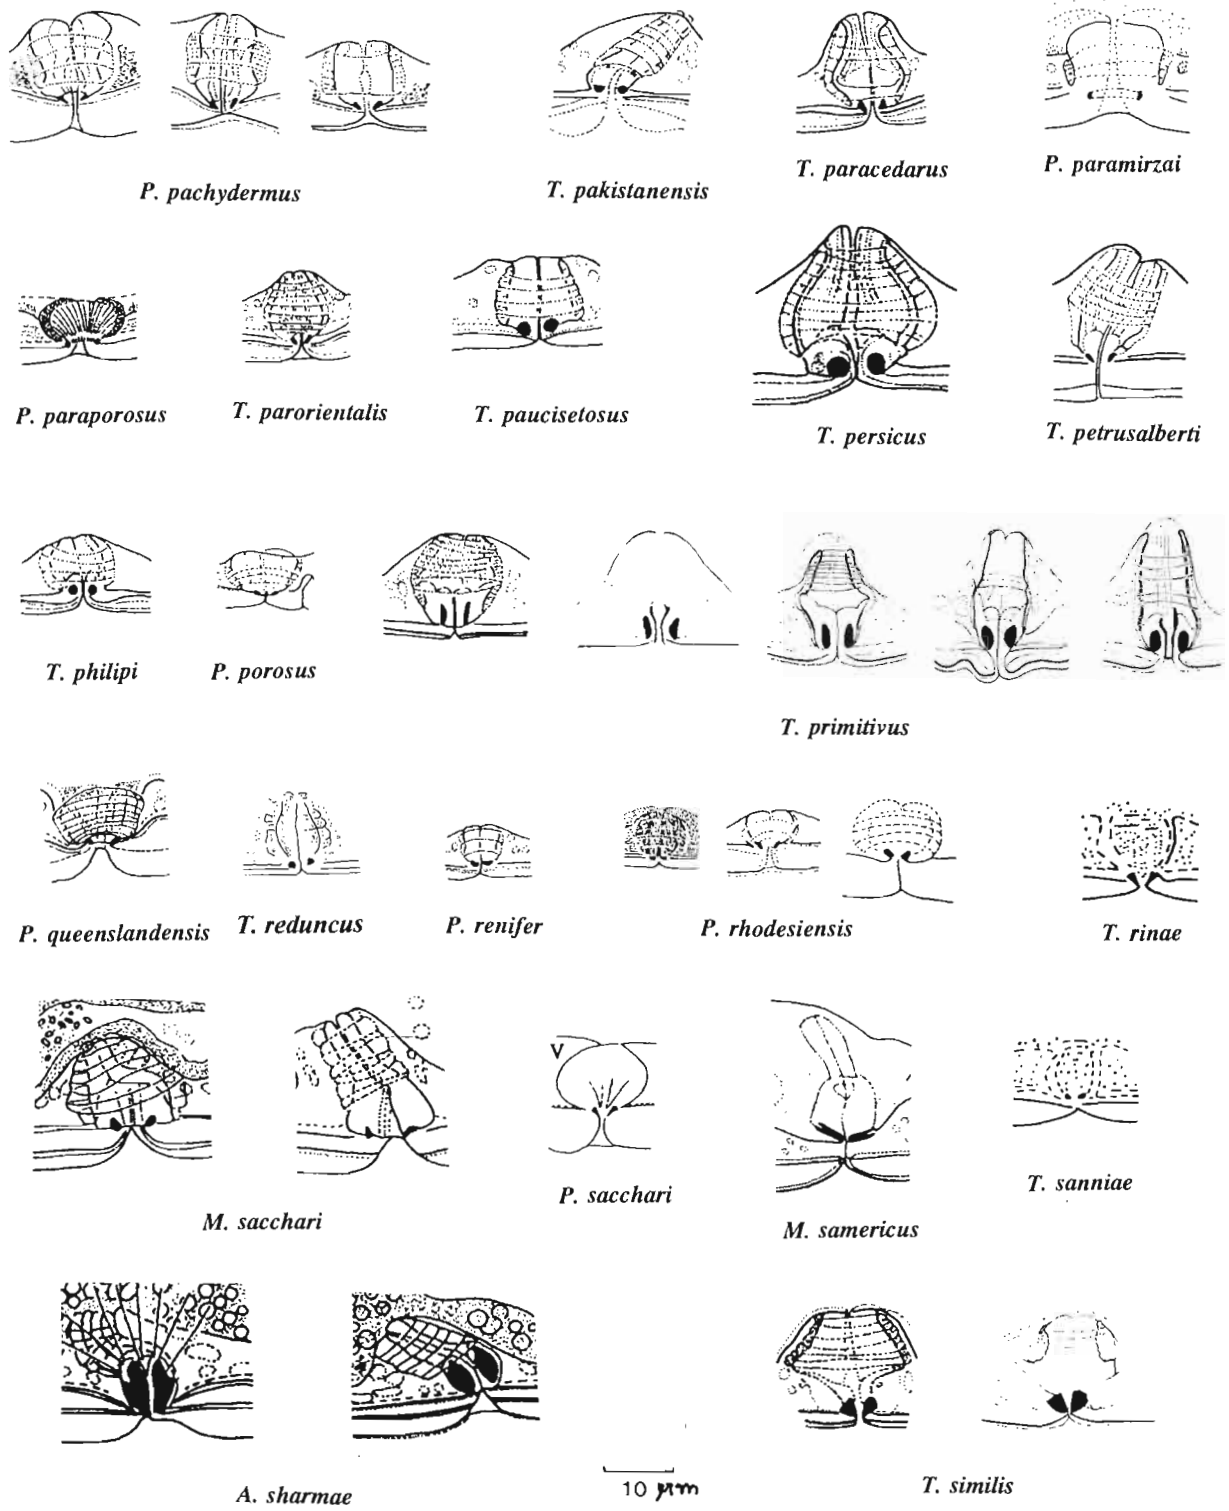 P. pachydermus
T. pakistanensis
T. paracedarus
P. paramirzai
P. paraporosus
T. parorientalis
T. paucisetosus
T. persicus
T. petrusalberti
T. philipi
P. porosus
T. primitivus
P. queenslandensis
T. reduncus
P. renifer
P. rhodesiensis
T. rinae
V
M. sacchari
P. sacchari
M. samericus
T. sanniae
A. sharmae
10 µm
T. similis